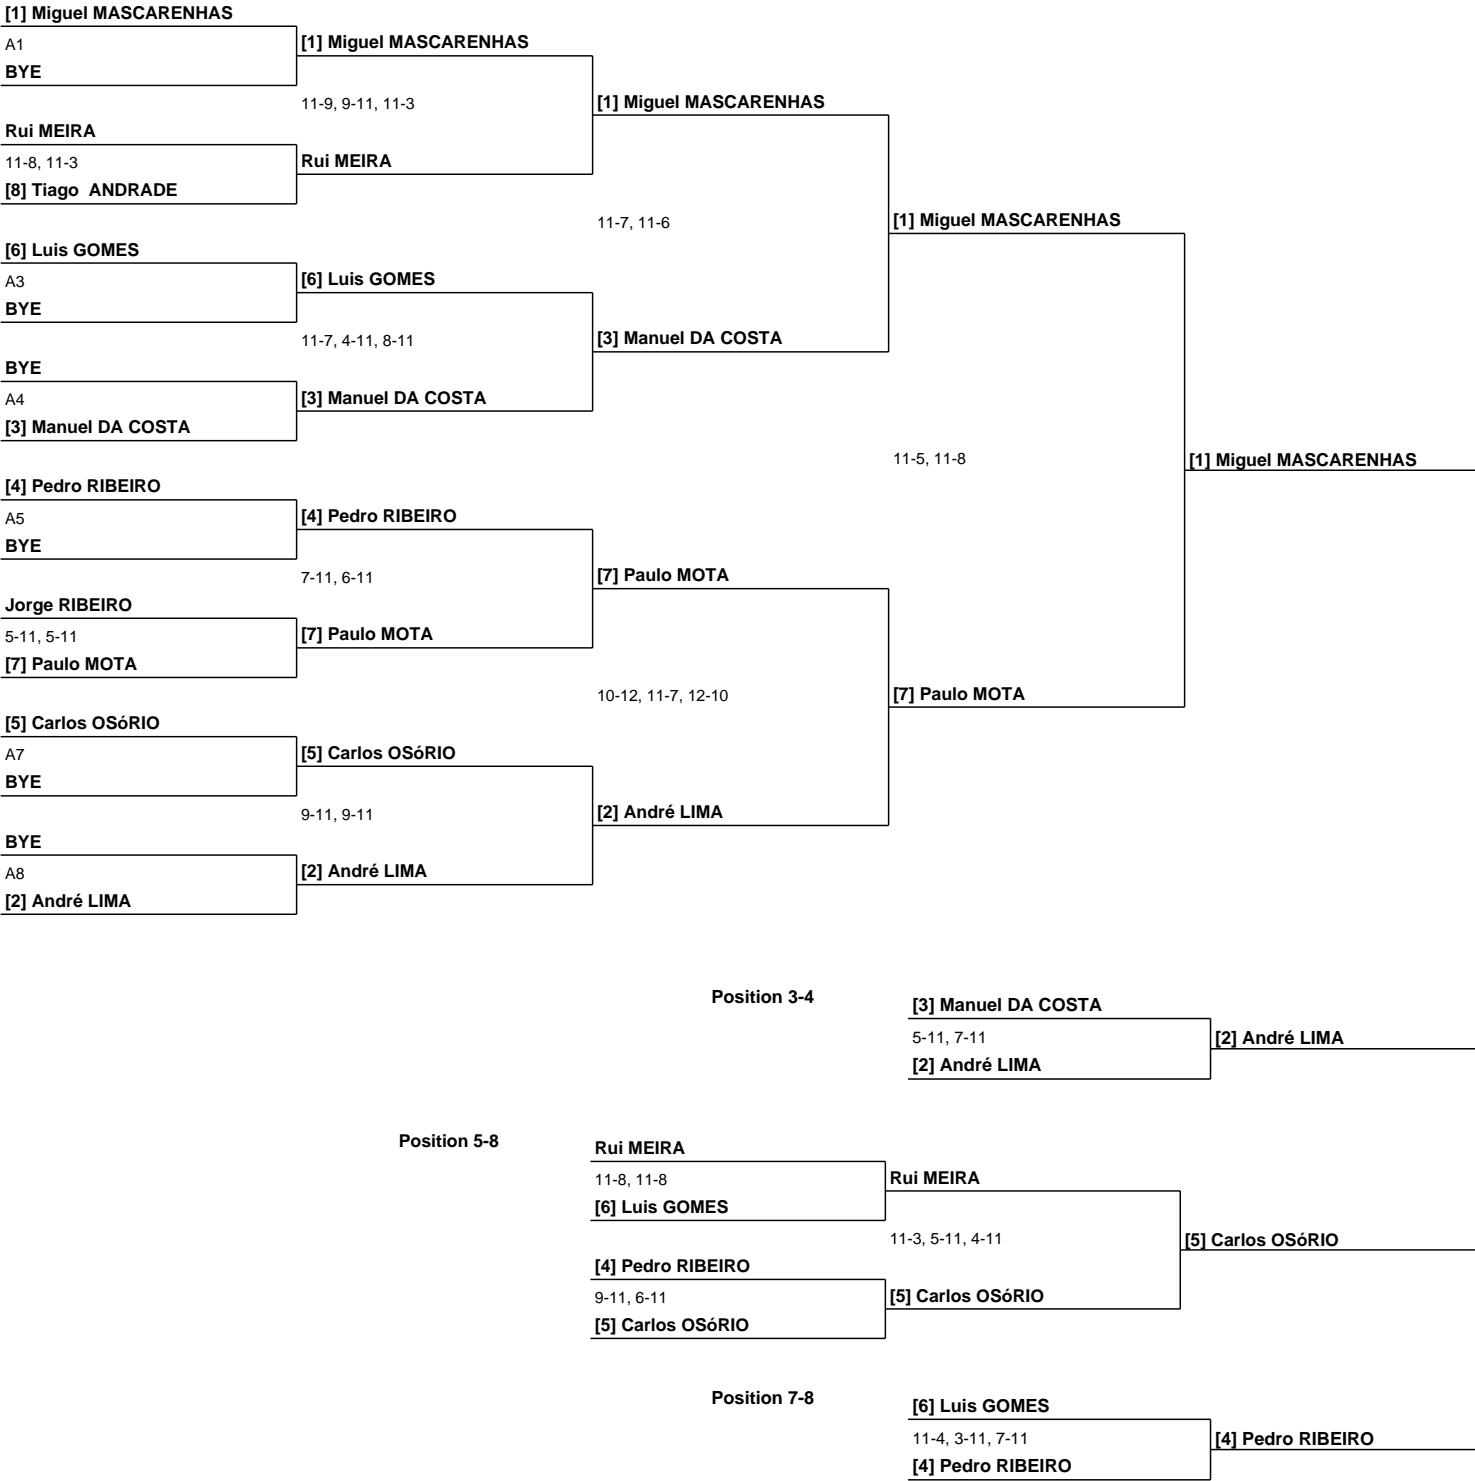 [1] Miguel MASCARENHAS
A1
[1] Miguel MASCARENHAS
BYE
11-9, 9-11, 11-3
[1] Miguel MASCARENHAS
Rui MEIRA
11-8, 11-3
Rui MEIRA
[8] Tiago  ANDRADE
11-7, 11-6
[1] Miguel MASCARENHAS
[6] Luis GOMES
A3
[6] Luis GOMES
BYE
11-7, 4-11, 8-11
[3] Manuel DA COSTA
BYE
A4
[3] Manuel DA COSTA
[3] Manuel DA COSTA
11-5, 11-8
[1] Miguel MASCARENHAS
[4] Pedro RIBEIRO
A5
[4] Pedro RIBEIRO
BYE
7-11, 6-11
[7] Paulo MOTA
Jorge RIBEIRO
5-11, 5-11
[7] Paulo MOTA
[7] Paulo MOTA
10-12, 11-7, 12-10
[7] Paulo MOTA
[5] Carlos OSóRIO
A7
[5] Carlos OSóRIO
BYE
9-11, 9-11
[2] André LIMA
BYE
A8
[2] André LIMA
[2] André LIMA
Position 3-4
[3] Manuel DA COSTA
5-11, 7-11
[2] André LIMA
[2] André LIMA
Position 5-8
Rui MEIRA
11-8, 11-8
Rui MEIRA
[6] Luis GOMES
11-3, 5-11, 4-11
[5] Carlos OSóRIO
[4] Pedro RIBEIRO
9-11, 6-11
[5] Carlos OSóRIO
[5] Carlos OSóRIO
Position 7-8
[6] Luis GOMES
11-4, 3-11, 7-11
[4] Pedro RIBEIRO
[4] Pedro RIBEIRO